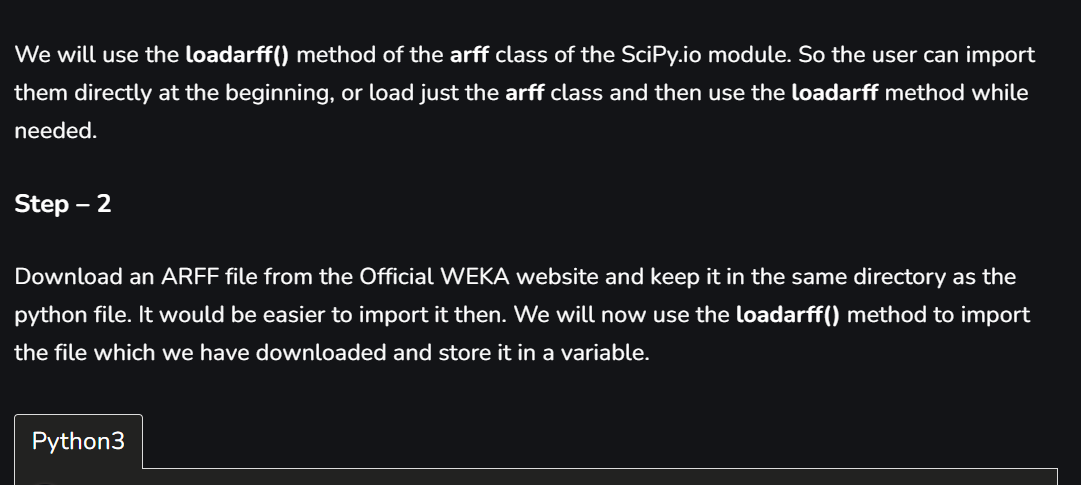 We will use the loadarff() method of the arff class of the SciPy.io module. So the user can import
them directly at the beginning, or load just the arff class and then use the loadarff method while
needed.
Step – 2
Download an ARFF file from the Official WEKA website and keep it in the same directory as the
python file. It would be easier to import it then. We will now use the loadarff() method to import
the file which we have downloaded and store it in a variable.
Python3